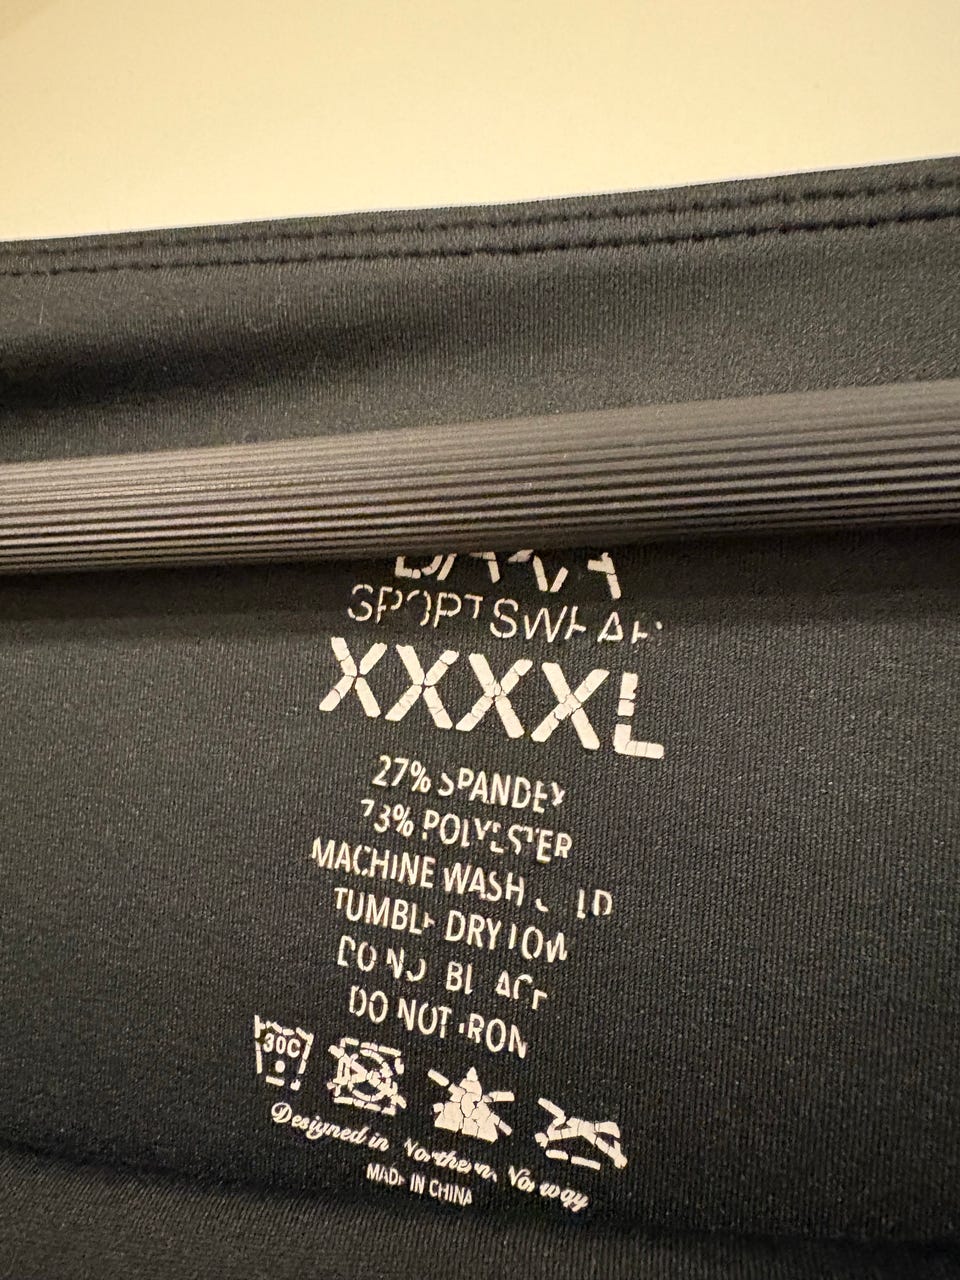 SPORTSWEAR
XXXXL
27% SPANDEX
73% POLYESTER
MACHINE WASH COLD
TUMBLE DRY LOW
DO NOT BLEACH
DO NOT IRON
30C
Designed in Northern Norway
MADE IN CHINA